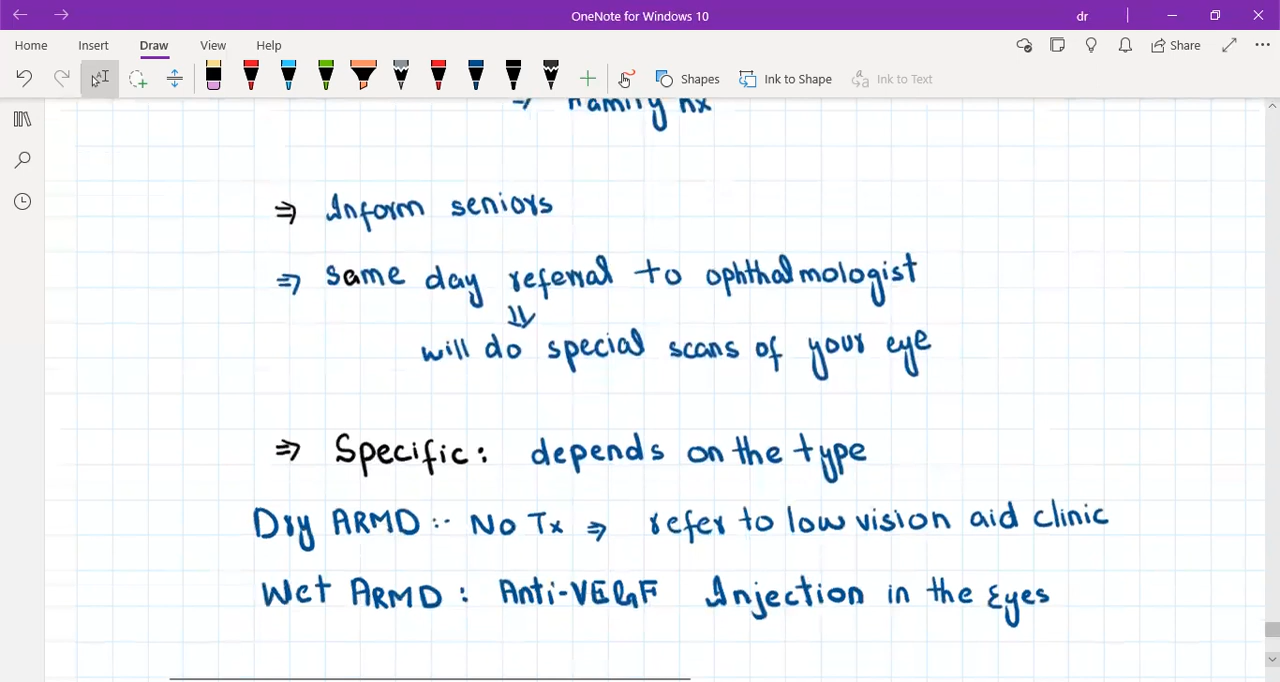 OneNote for Windows 10
dr
Home Insert Draw View Help
Share
Shapes
Ink to Shape
Ink to Text
⇒ Family hx
⇒ Inform seniors
⇒ same day referral to ophthalmologist
⇓
will do special scans of your eye
⇒ Specific: depends on the type
Dry ARMD :- No Tx ⇒ refer to low vision aid clinic
Wet ARMD : Anti-VEGF Injection in the Eyes